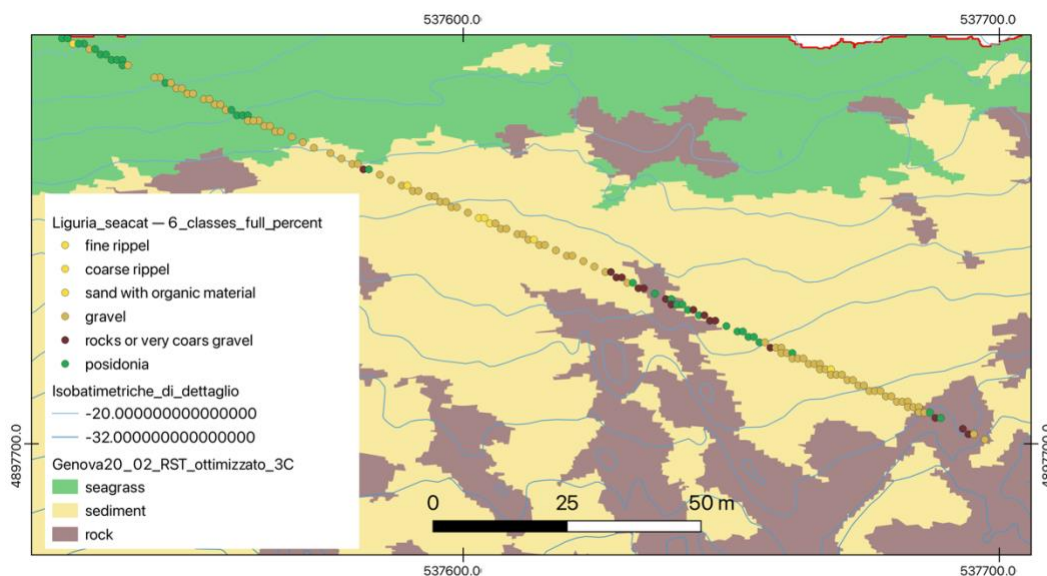 537600.0
537700.0
Liguria_seacat — 6_classes_full_percent
fine rippel
coarse rippel
sand with organic material
gravel
rocks or very coars gravel
posidonia
Isobatimetriche_di_dettaglio
-20.000000000000000
-32.000000000000000
Genova20_02_RST_ottimizzato_3C
seagrass
sediment
rock
4897700.0
4897700.0
0 25 50 m
537600.0
537700.0